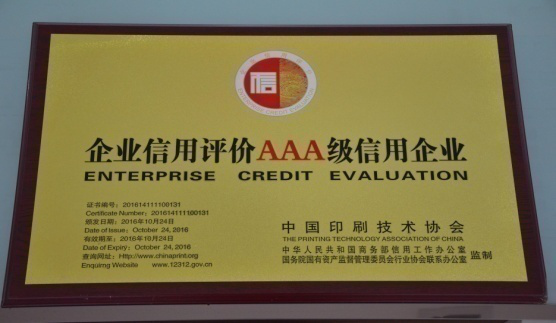 信
企业信用评价AAA级信用企业
ENTERPRISE CREDIT EVALUATION
证书编号：201614111100131
Certificate Number：201614111100131
颁发日期：2016年10月24日
Date of Issue：October 24, 2016
有效期至：2016年10月24日
Date of Expiry：October 24, 2016
查询网址：Http://www.chinaprint.org
Enquirng Website www.12312.gov.cn
中国印刷技术协会
THE PRINTING TECHNOLOGY ASSOCIATION OF CHINA
中华人民共和国商务部信用工作办公室
国务院国有资产监督管理委员会行业协会联系办公室
监制